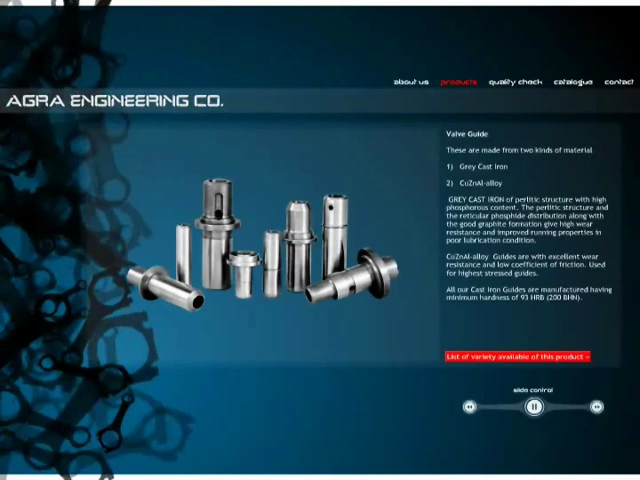 about us products quality check catalogue contact
AGRA ENGINEERING CO.
Valve Guide
These are made from two kinds of material
1) Grey Cast Iron
2) CuZnAl-alloy
GREY CAST IRON of perlitic structure with high
phosphorous content. The perlitic structure and
the reticular phosphide distribution along with
the good graphite formation give high wear
resistance and improved running properties in
poor lubrication condition.
CuZnAl-alloy Guides are with excellent wear
resistance and low coefficient of friction. Used
for highest stressed guides.
All our Cast Iron Guides are manufactured having
minimum hardness of 93 HRB (200 BHN).
List of variety available of this product »
slide control